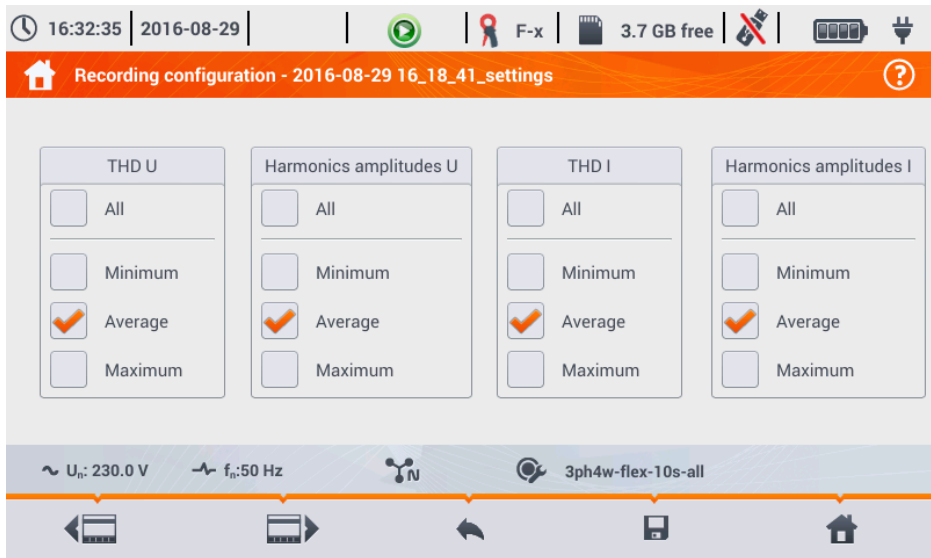 16:32:35 2016-08-29 F-x 3.7 GB free
Recording configuration - 2016-08-29 16_18_41_settings ?
THD U Harmonics amplitudes U THD I Harmonics amplitudes I
All All All All
Minimum Minimum Minimum Minimum
Average Average Average Average
Maximum Maximum Maximum Maximum
Un: 230.0 V fn:50 Hz N 3ph4w-flex-10s-all